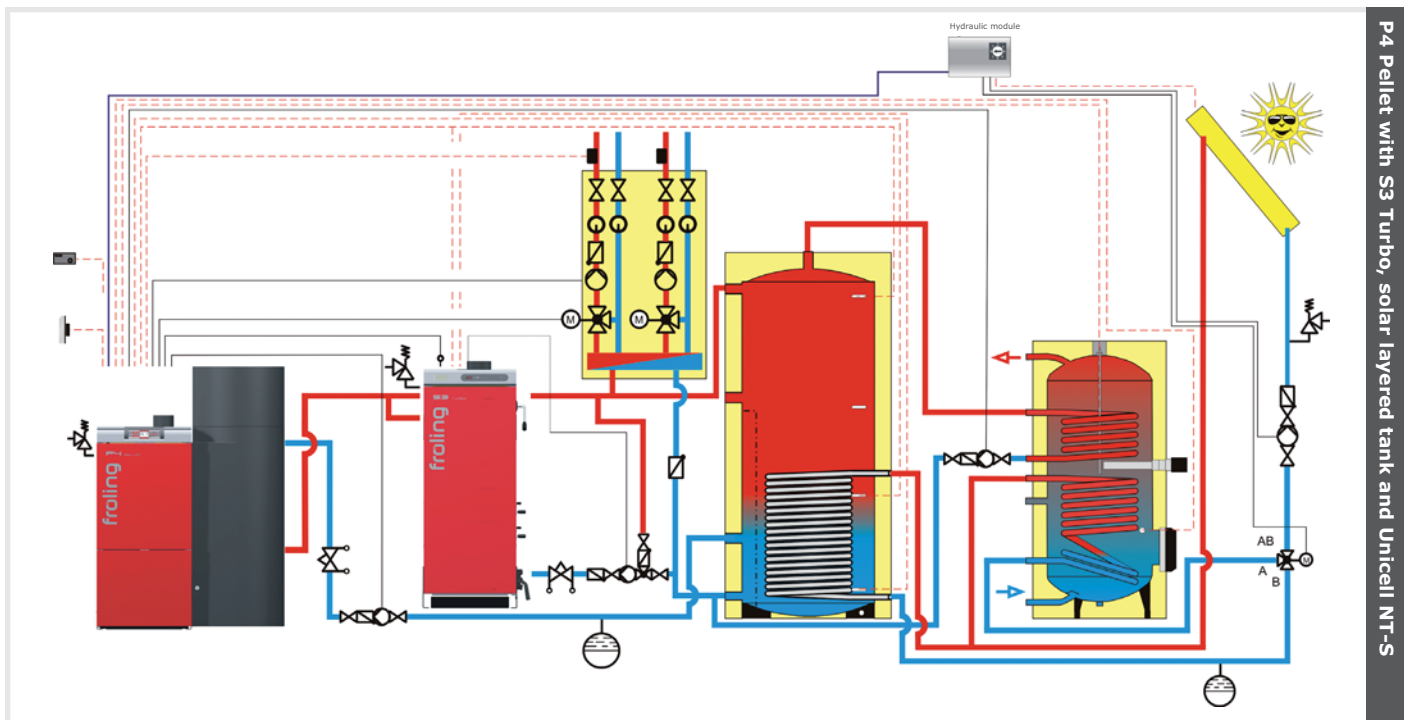 Hydraulic module
P4 Pellet with S3 Turbo, solar layered tank and Unicell NT-S
M
M
froling
froling
AB
M
A
B